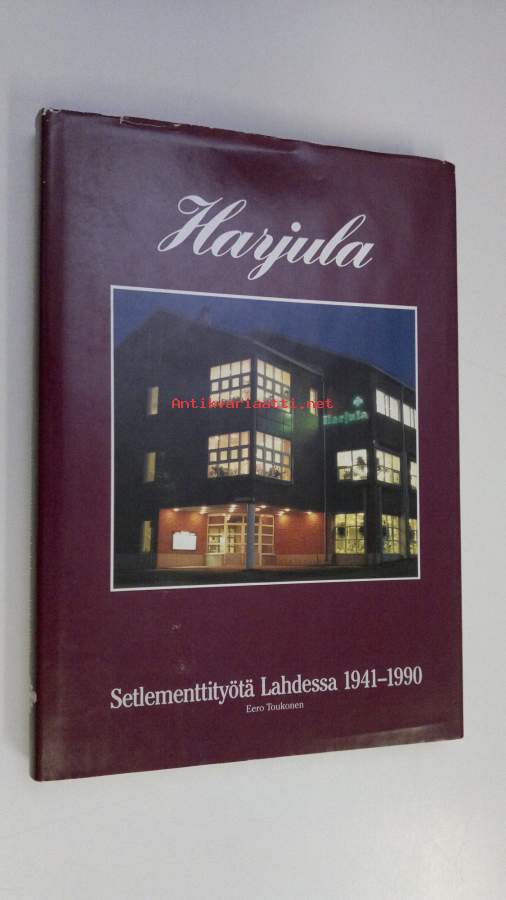 Harjula
Antikvariaatti.net
Harjula
Setlementtityötä Lahdessa 1941–1990
Eero Toukonen